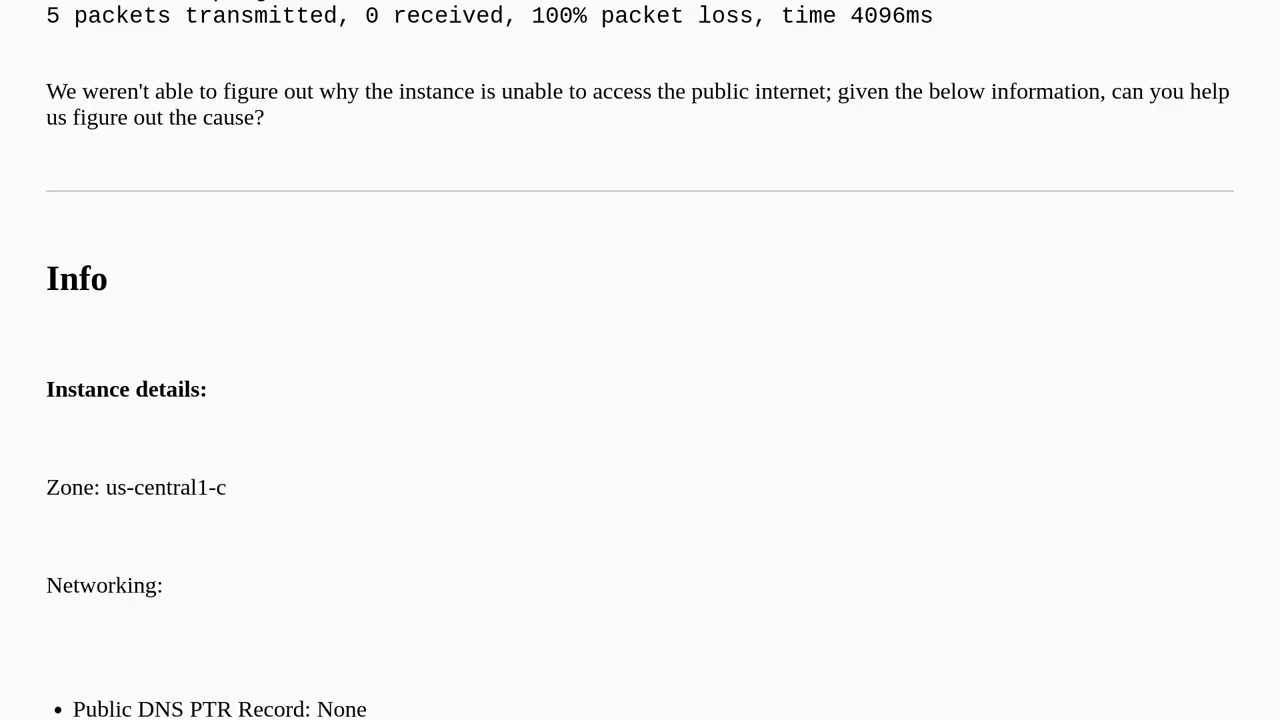 5 packets transmitted, 0 received, 100% packet loss, time 4096ms
We weren't able to figure out why the instance is unable to access the public internet; given the below information, can you help
us figure out the cause?
Info
Instance details:
Zone: us-central1-c
Networking:
• Public DNS PTR Record: None